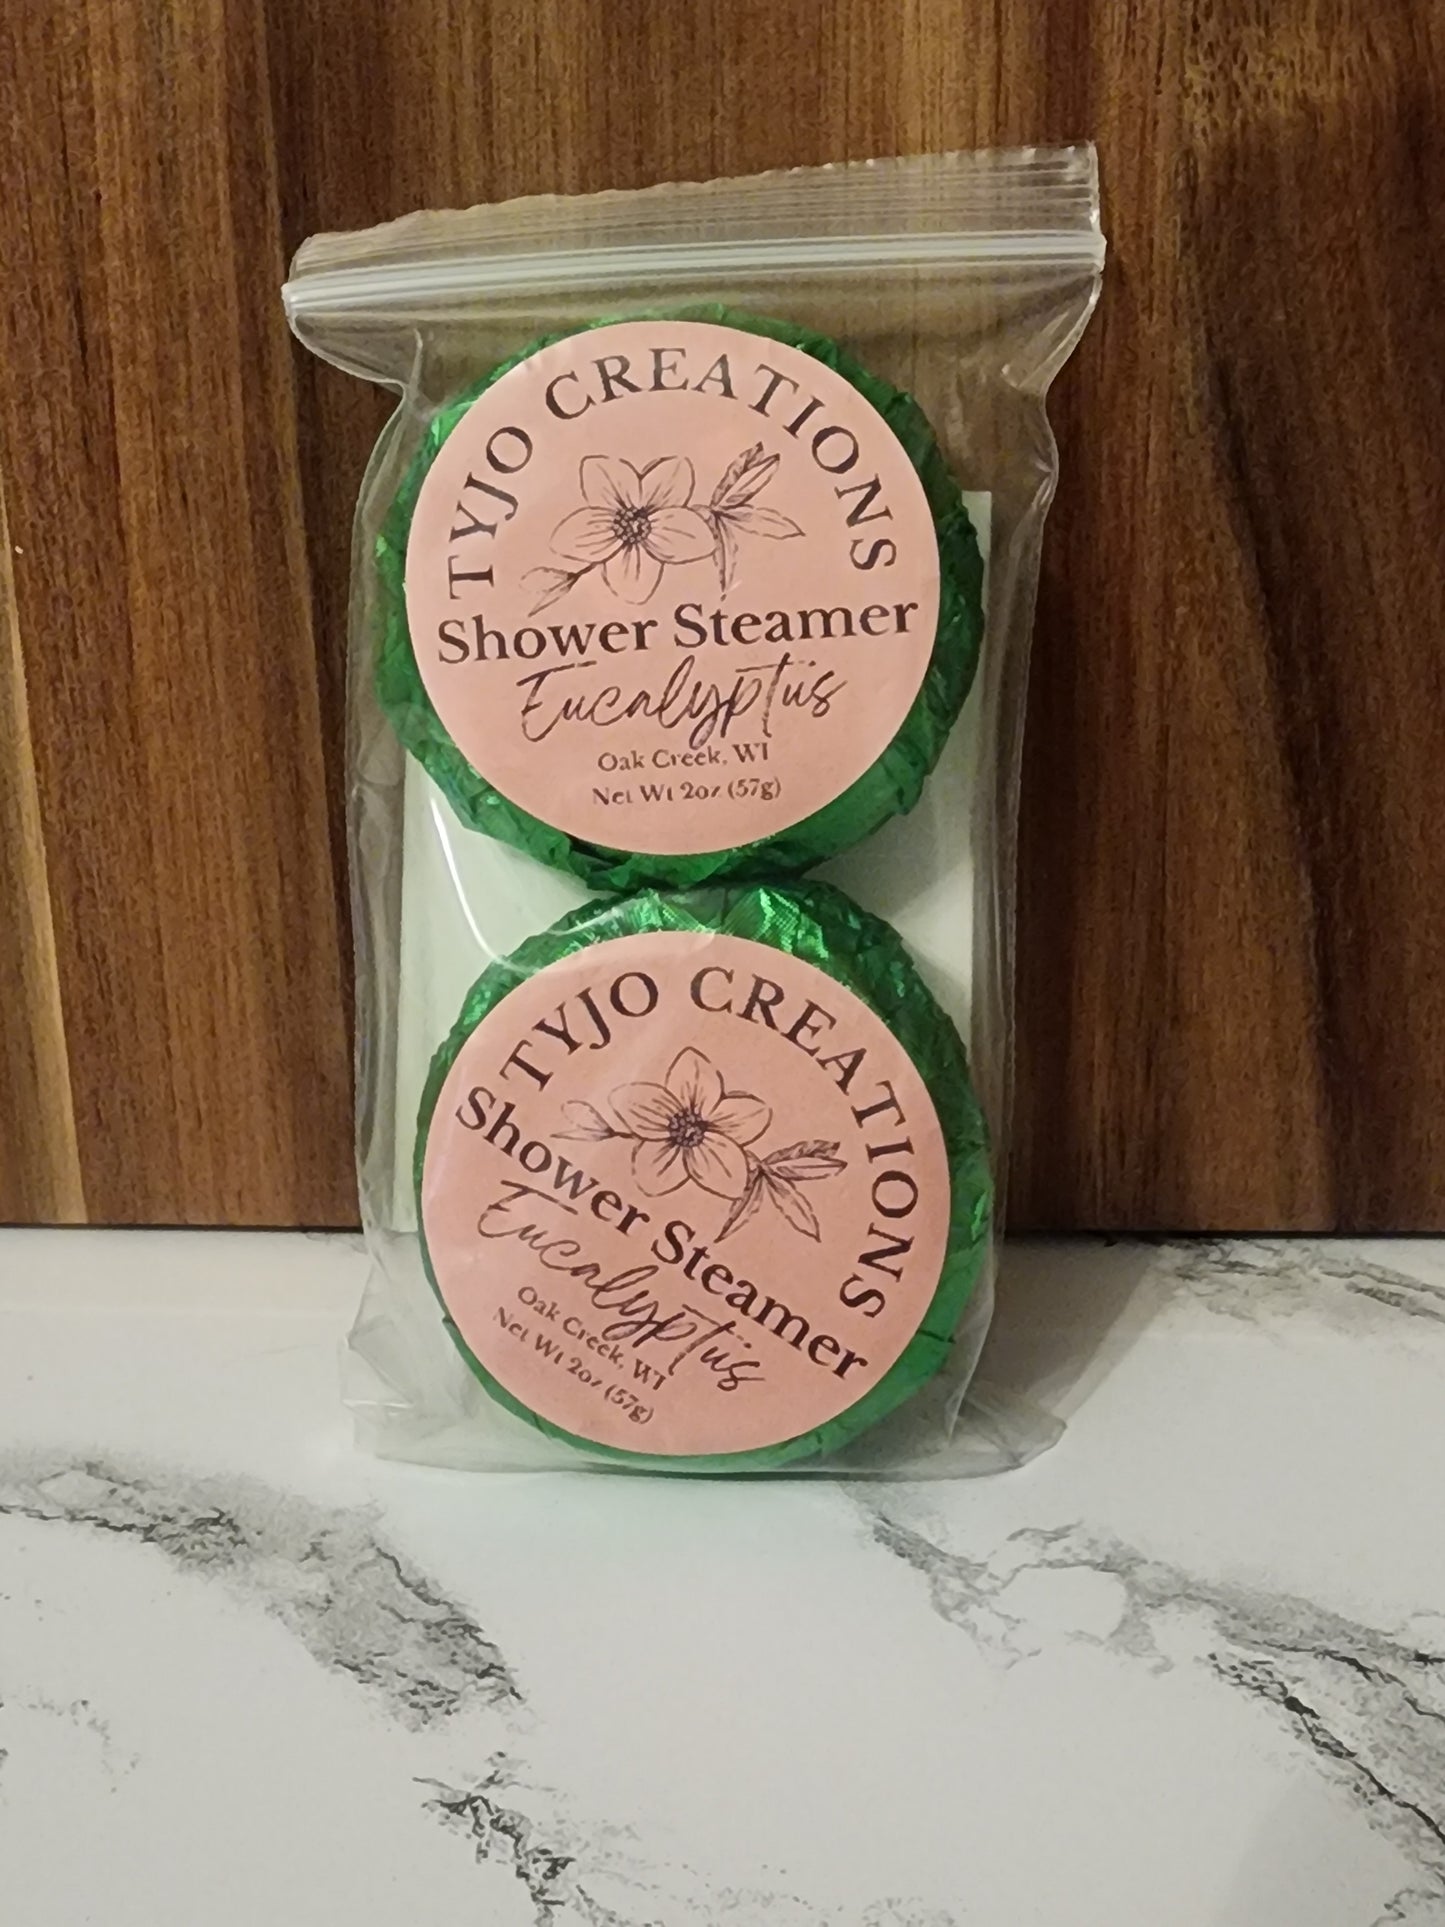 TYJO CREATIONS
Shower Steamer
Eucalyptus
Oak Creek, WI
Net Wt 2oz (57g)
TYJO CREATIONS
Shower Steamer
Eucalyptus
Oak Creek, WI
Net Wt 2oz (57g)